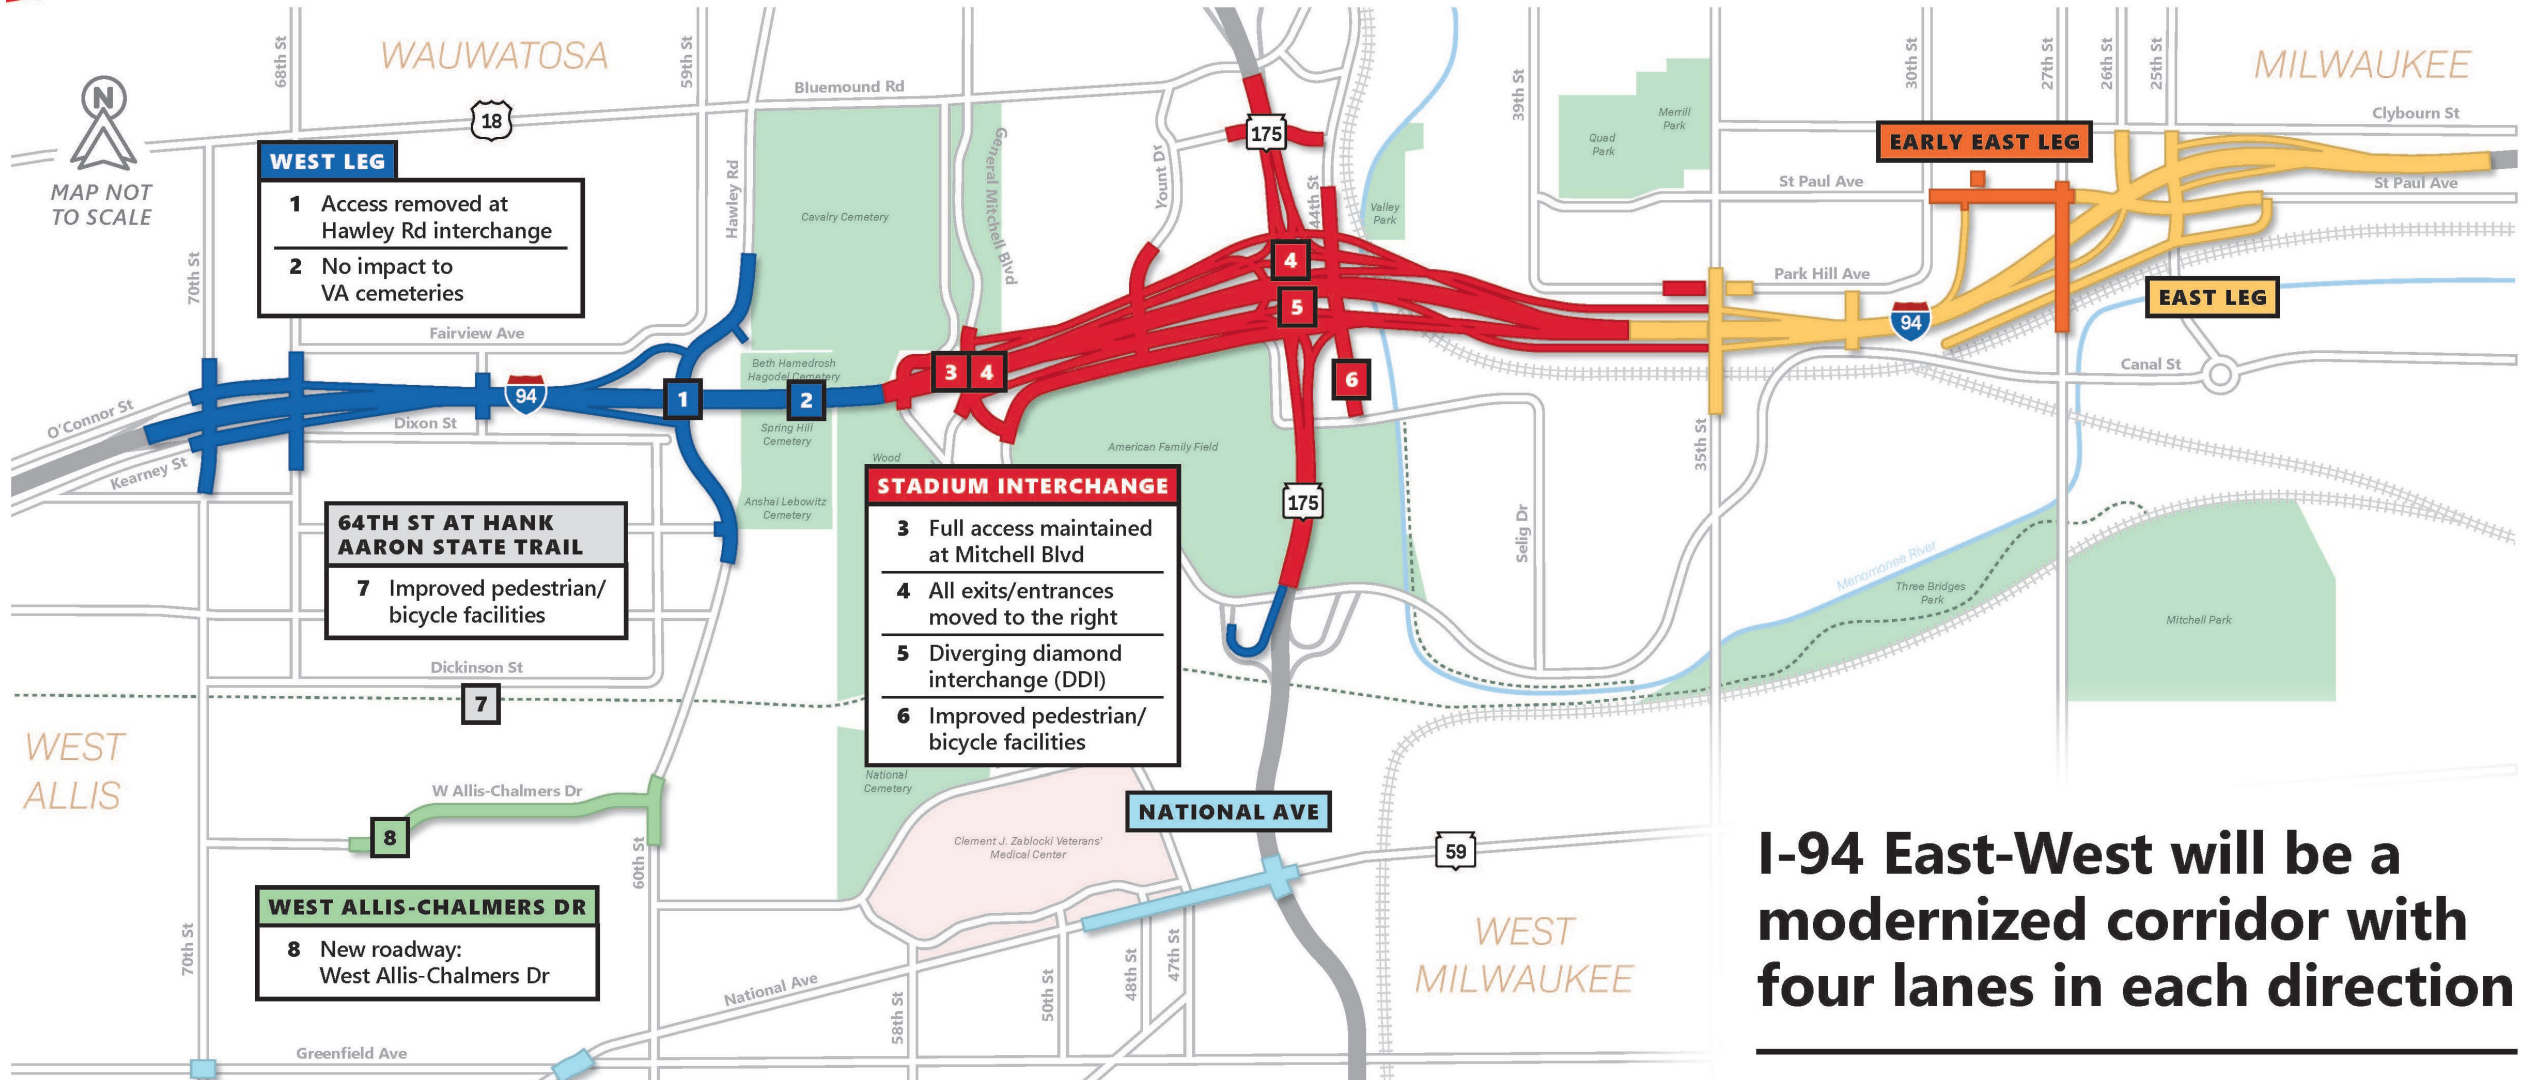 WAUWATOSA
MILWAUKEE
68th St
59th St
39th St
30th St
27th St
26th St
25th St
N
MAP NOT
TO SCALE
Bluemound Rd
18
175
Merrill
Park
Quad
Park
Clybourn St
EARLY EAST LEG
WEST LEG
1 Access removed at
Hawley Rd interchange
2 No impact to
VA cemeteries
Hawley Rd
General Mitchell Blvd
Yount Dr
44th St
Cavalry Cemetery
Valley
Park
St Paul Ave
St Paul Ave
70th St
4
5
Park Hill Ave
EAST LEG
94
Fairview Ave
Beth Hamedrosh
Hagodel Cemetery
3
4
6
Canal St
O'Connor St
94
1
2
Dixon St
Spring Hill
Cemetery
American Family Field
35th St
Kearney St
Wood
STADIUM INTERCHANGE
3 Full access maintained
at Mitchell Blvd
4 All exits/entrances
moved to the right
5 Diverging diamond
interchange (DDI)
6 Improved pedestrian/
bicycle facilities
175
Anshal Lebowitz
Cemetery
64TH ST AT HANK
AARON STATE TRAIL
7 Improved pedestrian/
bicycle facilities
Selig Dr
Menomonee River
Three Bridges
Park
Mitchell Park
Dickinson St
7
WEST
ALLIS
National
Cemetery
W Allis-Chalmers Dr
8
60th St
NATIONAL AVE
Clement J. Zablocki Veterans'
Medical Center
59
WEST ALLIS-CHALMERS DR
8 New roadway:
West Allis-Chalmers Dr
70th St
National Ave
58th St
50th St
48th St
47th St
WEST
MILWAUKEE
Greenfield Ave
I-94 East-West will be a
modernized corridor with
four lanes in each direction